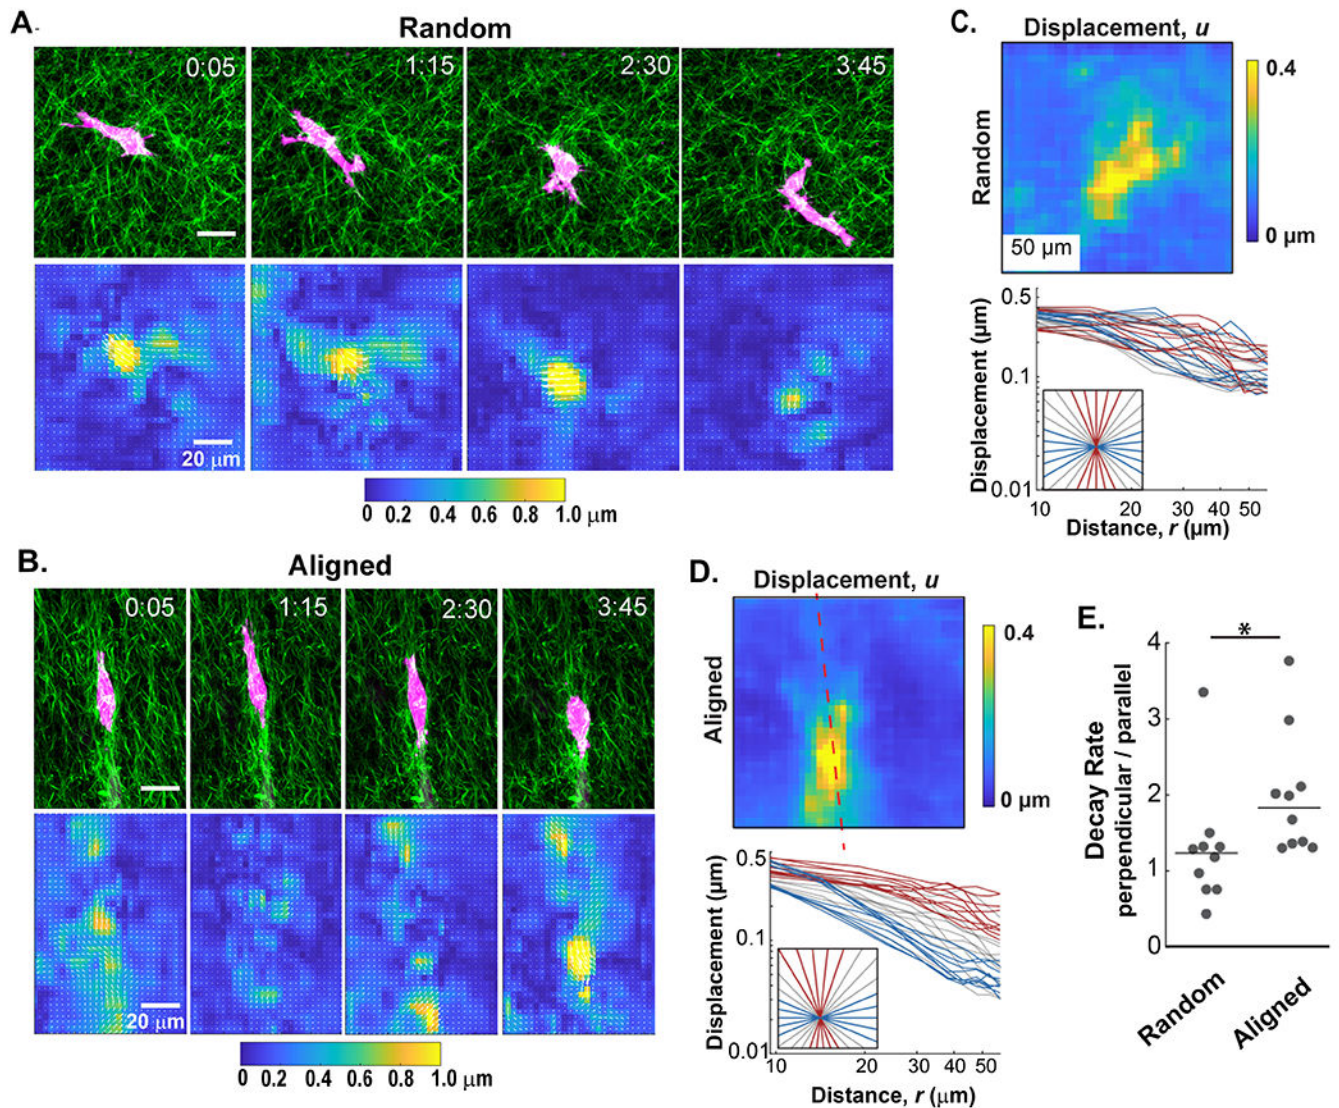 A.
Random
0:05
1:15
2:30
3:45
20 μm
0 0.2 0.4 0.6 0.8 1.0 μm
B.
Aligned
0:05
1:15
2:30
3:45
20 μm
0 0.2 0.4 0.6 0.8 1.0 μm
C.
Displacement, u
Random
0.4
0 μm
50 μm
Displacement (μm)
0.5
0.1
0.01
10 20 30 40 50
Distance, r (μm)
D.
Displacement, u
Aligned
0.4
0 μm
Displacement (μm)
0.5
0.1
0.01
10 20 30 40 50
Distance, r (μm)
E.
Decay Rate
perpendicular / parallel
4
3
2
1
0
*
Random
Aligned